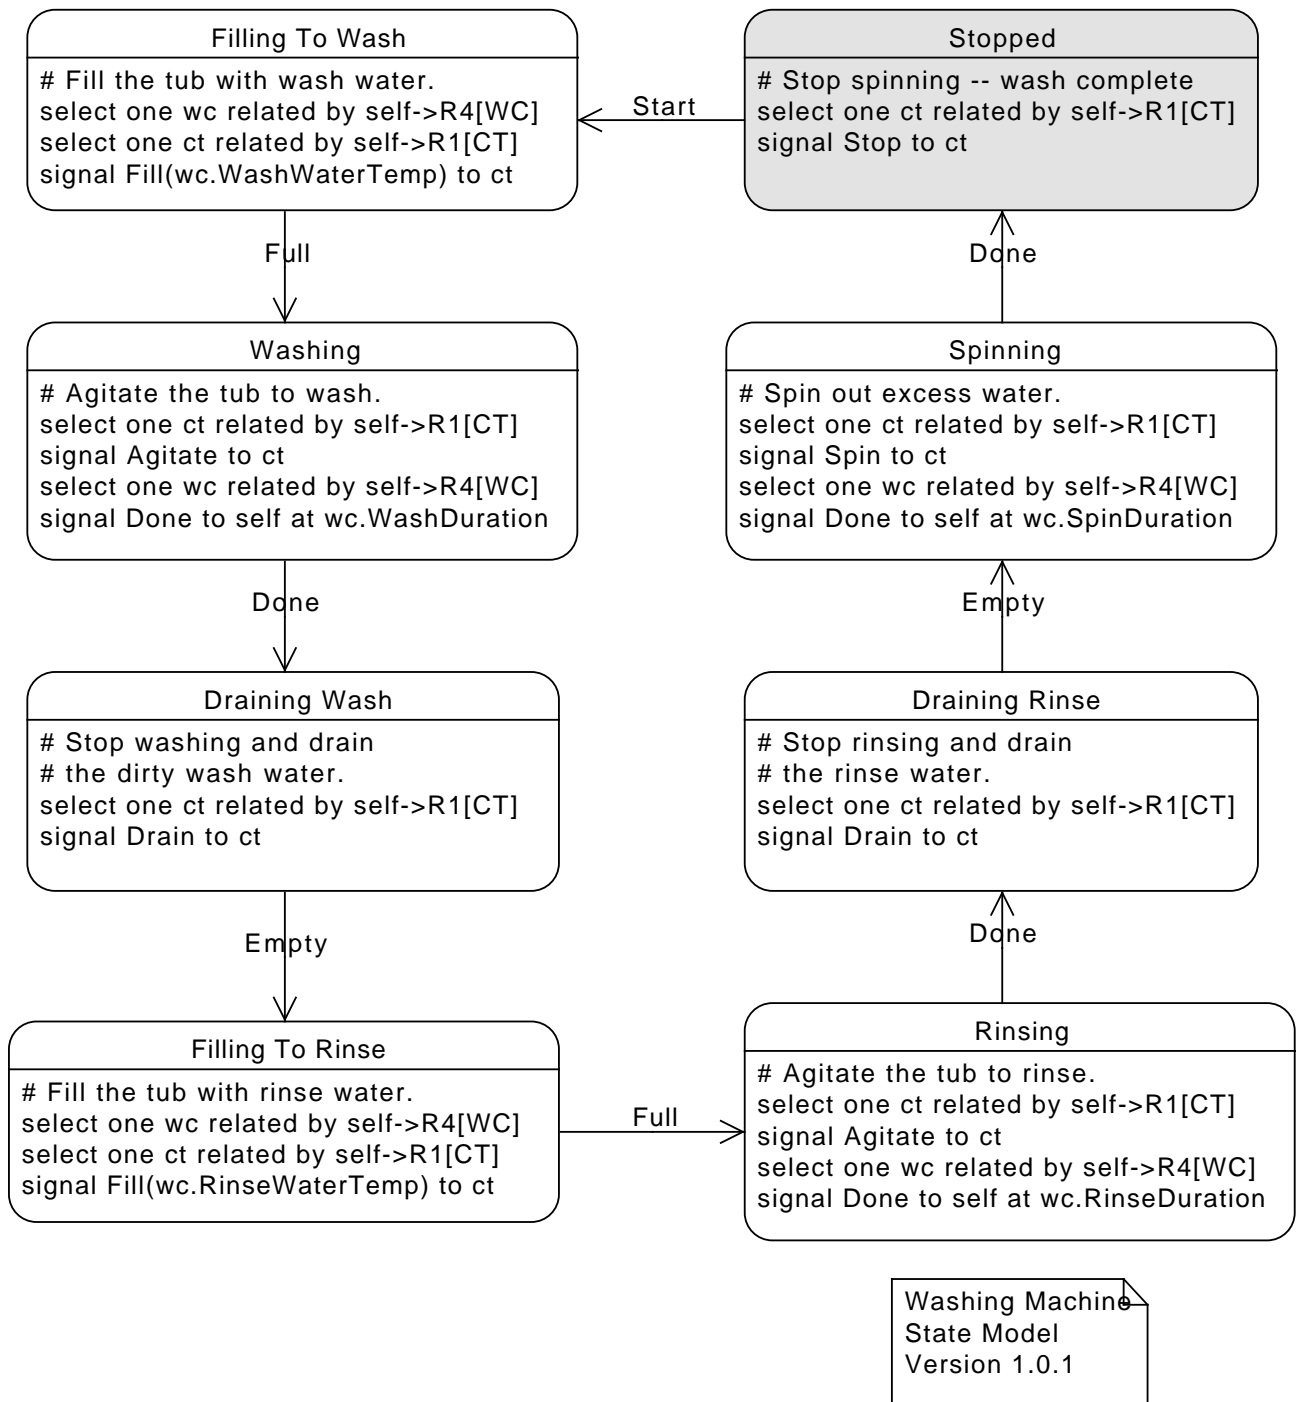 Filling To Wash
# Fill the tub with wash water.
select one wc related by self->R4[WC]
select one ct related by self->R1[CT]
signal Fill(wc.WashWaterTemp) to ct
Start
Stopped
# Stop spinning -- wash complete
select one ct related by self->R1[CT]
signal Stop to ct
Full
Done
Washing
# Agitate the tub to wash.
select one ct related by self->R1[CT]
signal Agitate to ct
select one wc related by self->R4[WC]
signal Done to self at wc.WashDuration
Spinning
# Spin out excess water.
select one ct related by self->R1[CT]
signal Spin to ct
select one wc related by self->R4[WC]
signal Done to self at wc.SpinDuration
Done
Empty
Draining Wash
# Stop washing and drain
# the dirty wash water.
select one ct related by self->R1[CT]
signal Drain to ct
Draining Rinse
# Stop rinsing and drain
# the rinse water.
select one ct related by self->R1[CT]
signal Drain to ct
Empty
Done
Filling To Rinse
# Fill the tub with rinse water.
select one wc related by self->R4[WC]
select one ct related by self->R1[CT]
signal Fill(wc.RinseWaterTemp) to ct
Full
Rinsing
# Agitate the tub to rinse.
select one ct related by self->R1[CT]
signal Agitate to ct
select one wc related by self->R4[WC]
signal Done to self at wc.RinseDuration
Washing Machine
State Model
Version 1.0.1